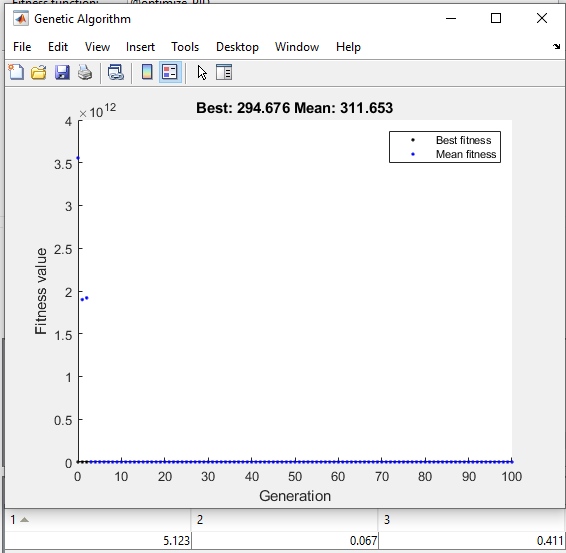 Fitness function: @optimize_PID
Genetic Algorithm
File Edit View Insert Tools Desktop Window Help
Best: 294.676 Mean: 311.653
×10^12
4
3.5
3
2.5
2
1.5
1
0.5
0
Fitness value
Best fitness
Mean fitness
0 10 20 30 40 50 60 70 80 90 100
Generation
1 2 3
5.123 0.067 0.411